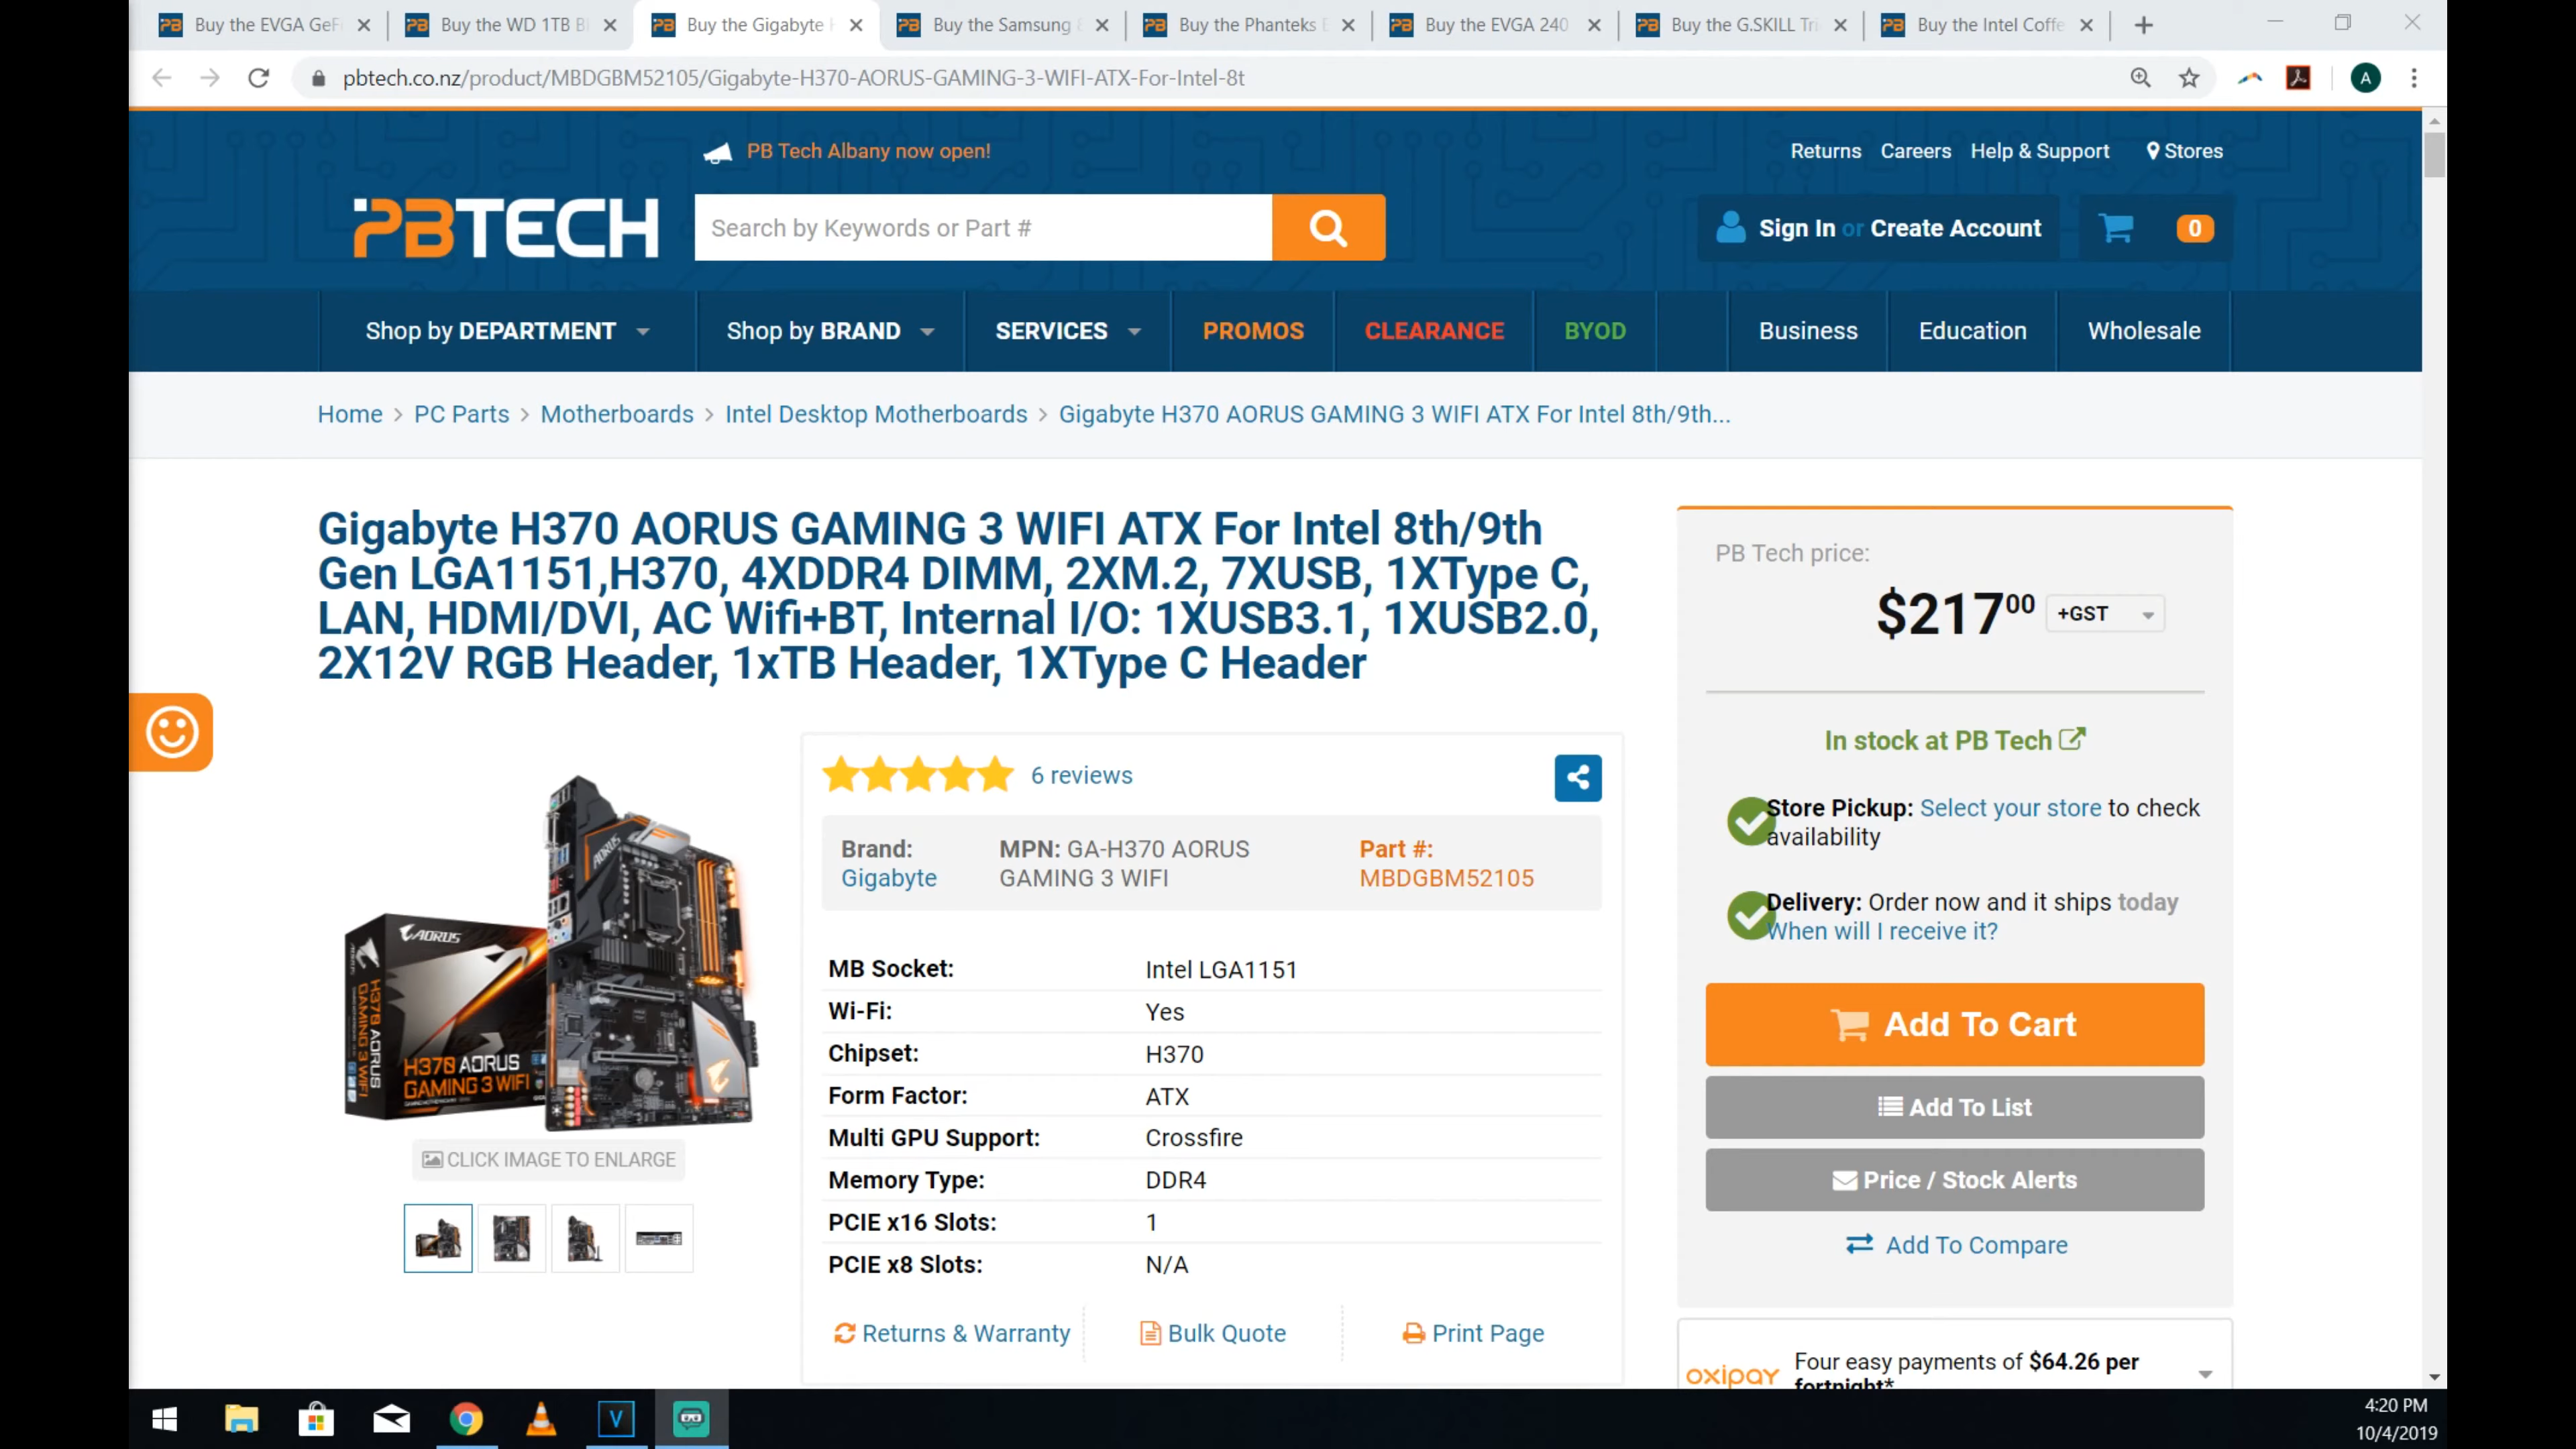 Buy the EVGA GeF
Buy the WD 1TB Bl
Buy the Gigabyte
Buy the Samsung
Buy the Phanteks
Buy the EVGA 240
Buy the G.SKILL Tri
Buy the Intel Coffe
pbtech.co.nz/product/MBDGBM52105/Gigabyte-H370-AORUS-GAMING-3-WIFI-ATX-For-Intel-8t
A
PB Tech Albany now open!
Returns Careers Help & Support Stores
PBTECH
Search by Keywords or Part #
Sign In or Create Account
0
Shop by DEPARTMENT
Shop by BRAND
SERVICES
PROMOS
CLEARANCE
BYOD
Business
Education
Wholesale
Home > PC Parts > Motherboards > Intel Desktop Motherboards > Gigabyte H370 AORUS GAMING 3 WIFI ATX For Intel 8th/9th...
Gigabyte H370 AORUS GAMING 3 WIFI ATX For Intel 8th/9th
Gen LGA1151,H370, 4XDDR4 DIMM, 2XM.2, 7XUSB, 1XType C,
LAN, HDMI/DVI, AC Wifi+BT, Internal I/O: 1XUSB3.1, 1XUSB2.0,
2X12V RGB Header, 1xTB Header, 1XType C Header
AORUS
AORUS
H370 AORUS
GAMING 3 WIFI
H370 AORUS
GAMING 3 WIFI
CLICK IMAGE TO ENLARGE
6 reviews
Brand:
Gigabyte
MPN: GA-H370 AORUS
GAMING 3 WIFI
Part #:
MBDGBM52105
MB Socket: Intel LGA1151
Wi-Fi: Yes
Chipset: H370
Form Factor: ATX
Multi GPU Support: Crossfire
Memory Type: DDR4
PCIE x16 Slots: 1
PCIE x8 Slots: N/A
Returns & Warranty
Bulk Quote
Print Page
PB Tech price:
$217.00 +GST
In stock at PB Tech
Store Pickup: Select your store to check
availability
Delivery: Order now and it ships today
When will I receive it?
Add To Cart
Add To List
Price / Stock Alerts
Add To Compare
oxipay
Four easy payments of $64.26 per
fortnight*
V
4:20 PM
10/4/2019